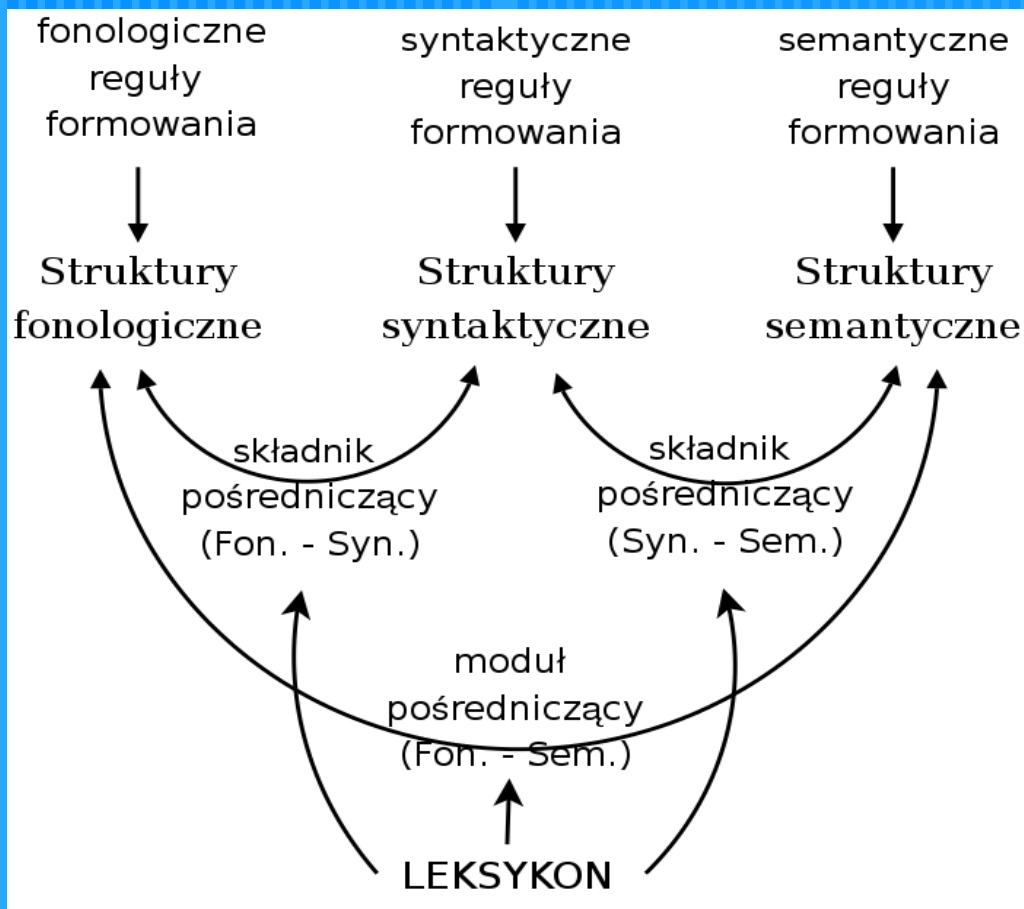 fonologiczne
reguły
formowania
syntaktyczne
reguły
formowania
semantyczne
reguły
formowania
Struktury
fonologiczne
Struktury
syntaktyczne
Struktury
semantyczne
składnik
pośredniczący
(Fon. - Syn.)
składnik
pośredniczący
(Syn. - Sem.)
moduł
pośredniczący
(Fon. - Sem.)
LEKSYKON